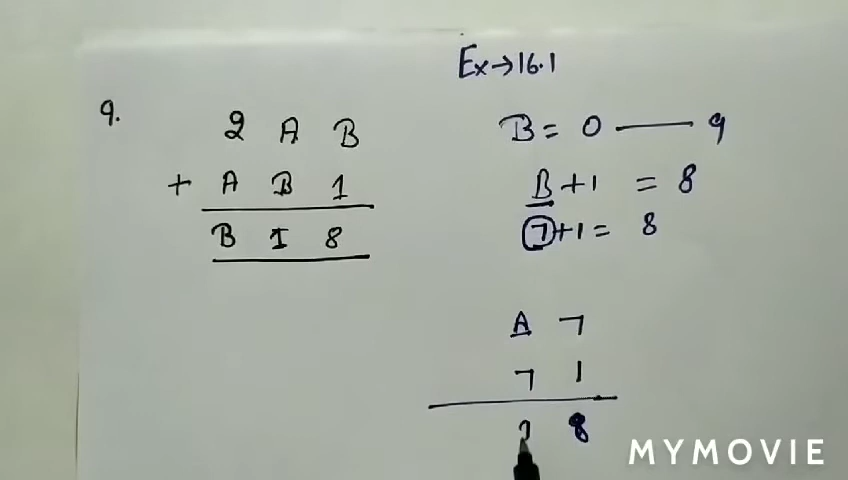 Ex→16.1
9.
2 A B
+ A B 1
B 1 8
B = 0 — 9
B + 1 = 8
7 + 1 = 8
A 7
7 1
1 8
MYMOVIE